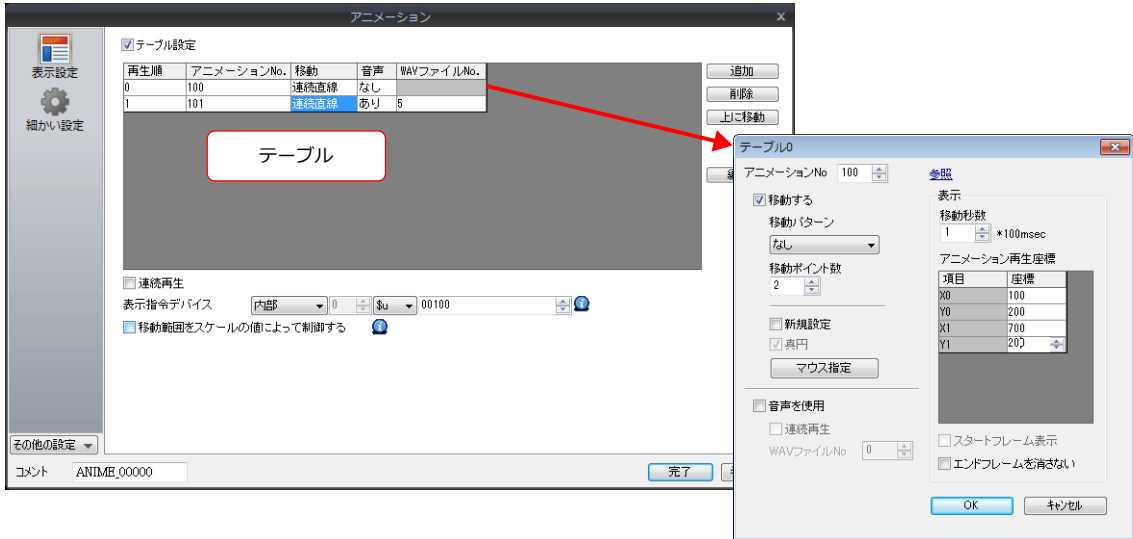 アニメーション
x
表示設定
細かい設定
その他の設定
テーブル設定
再生順 アニメーションNo. 移動 音声 WAVファイルNo.
0 100 連続直線 なし
1 101 連続直線 あり 5
テーブル
追加
削除
上に移動
連続再生
表示指令デバイス 内部 0 $u 00100
移動範囲をスケールの値によって制御する
コメント ANIME_00000
完了
テーブル0
アニメーションNo 100 参照
移動する
移動パターン
なし
移動ポイント数
2
新規設定
真円
マウス指定
音声を使用
連続再生
WAVファイルNo 0
表示
移動秒数
1 *100msec
アニメーション再生座標
項目 座標
X0 100
Y0 200
X1 700
Y1 200
スタートフレーム表示
エンドフレームを消さない
OK キャンセル